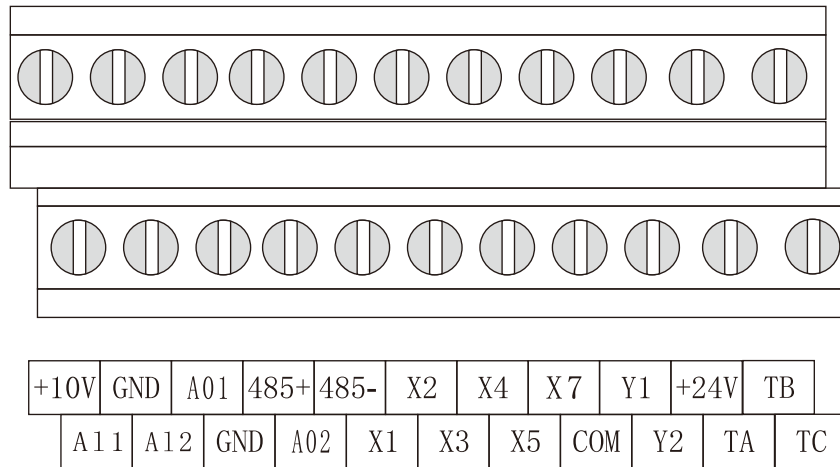 +10V GND A01 485+ 485- X2 X4 X7 Y1 +24V TB
A11 A12 GND A02 X1 X3 X5 COM Y2 TA TC